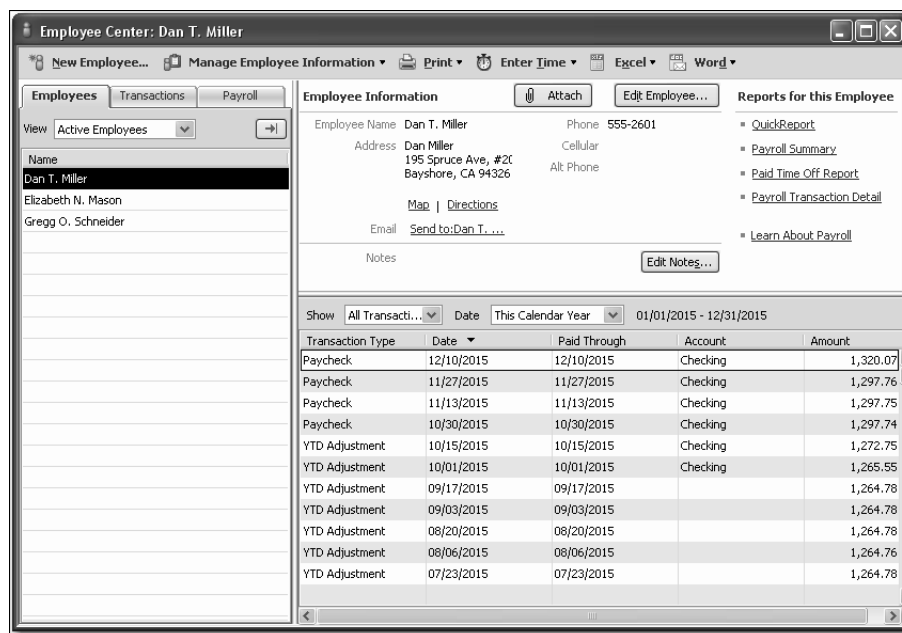 Employee Center: Dan T. Miller
New Employee... Manage Employee Information Print Enter Time Excel Word
Employees Transactions Payroll
View Active Employees
Name
Dan T. Miller
Elizabeth N. Mason
Gregg O. Schneider
Employee Information Attach Edit Employee...
Employee Name Dan T. Miller Phone 555-2601
Address Dan Miller Cellular
195 Spruce Ave, #20
Bayshore, CA 94326 Alt Phone
Map | Directions
Email Send to:Dan T. ...
Notes Edit Notes...
Reports for this Employee
QuickReport
Payroll Summary
Paid Time Off Report
Payroll Transaction Detail
Learn About Payroll
Show All Transacti... Date This Calendar Year 01/01/2015 - 12/31/2015
Transaction Type Date Paid Through Account Amount
Paycheck 12/10/2015 12/10/2015 Checking 1,320.07
Paycheck 11/27/2015 11/27/2015 Checking 1,297.76
Paycheck 11/13/2015 11/13/2015 Checking 1,297.75
Paycheck 10/30/2015 10/30/2015 Checking 1,297.74
YTD Adjustment 10/15/2015 10/15/2015 Checking 1,272.75
YTD Adjustment 10/01/2015 10/01/2015 Checking 1,265.55
YTD Adjustment 09/17/2015 09/17/2015 1,264.78
YTD Adjustment 09/03/2015 09/03/2015 1,264.78
YTD Adjustment 08/20/2015 08/20/2015 1,264.78
YTD Adjustment 08/06/2015 08/06/2015 1,264.76
YTD Adjustment 07/23/2015 07/23/2015 1,264.78